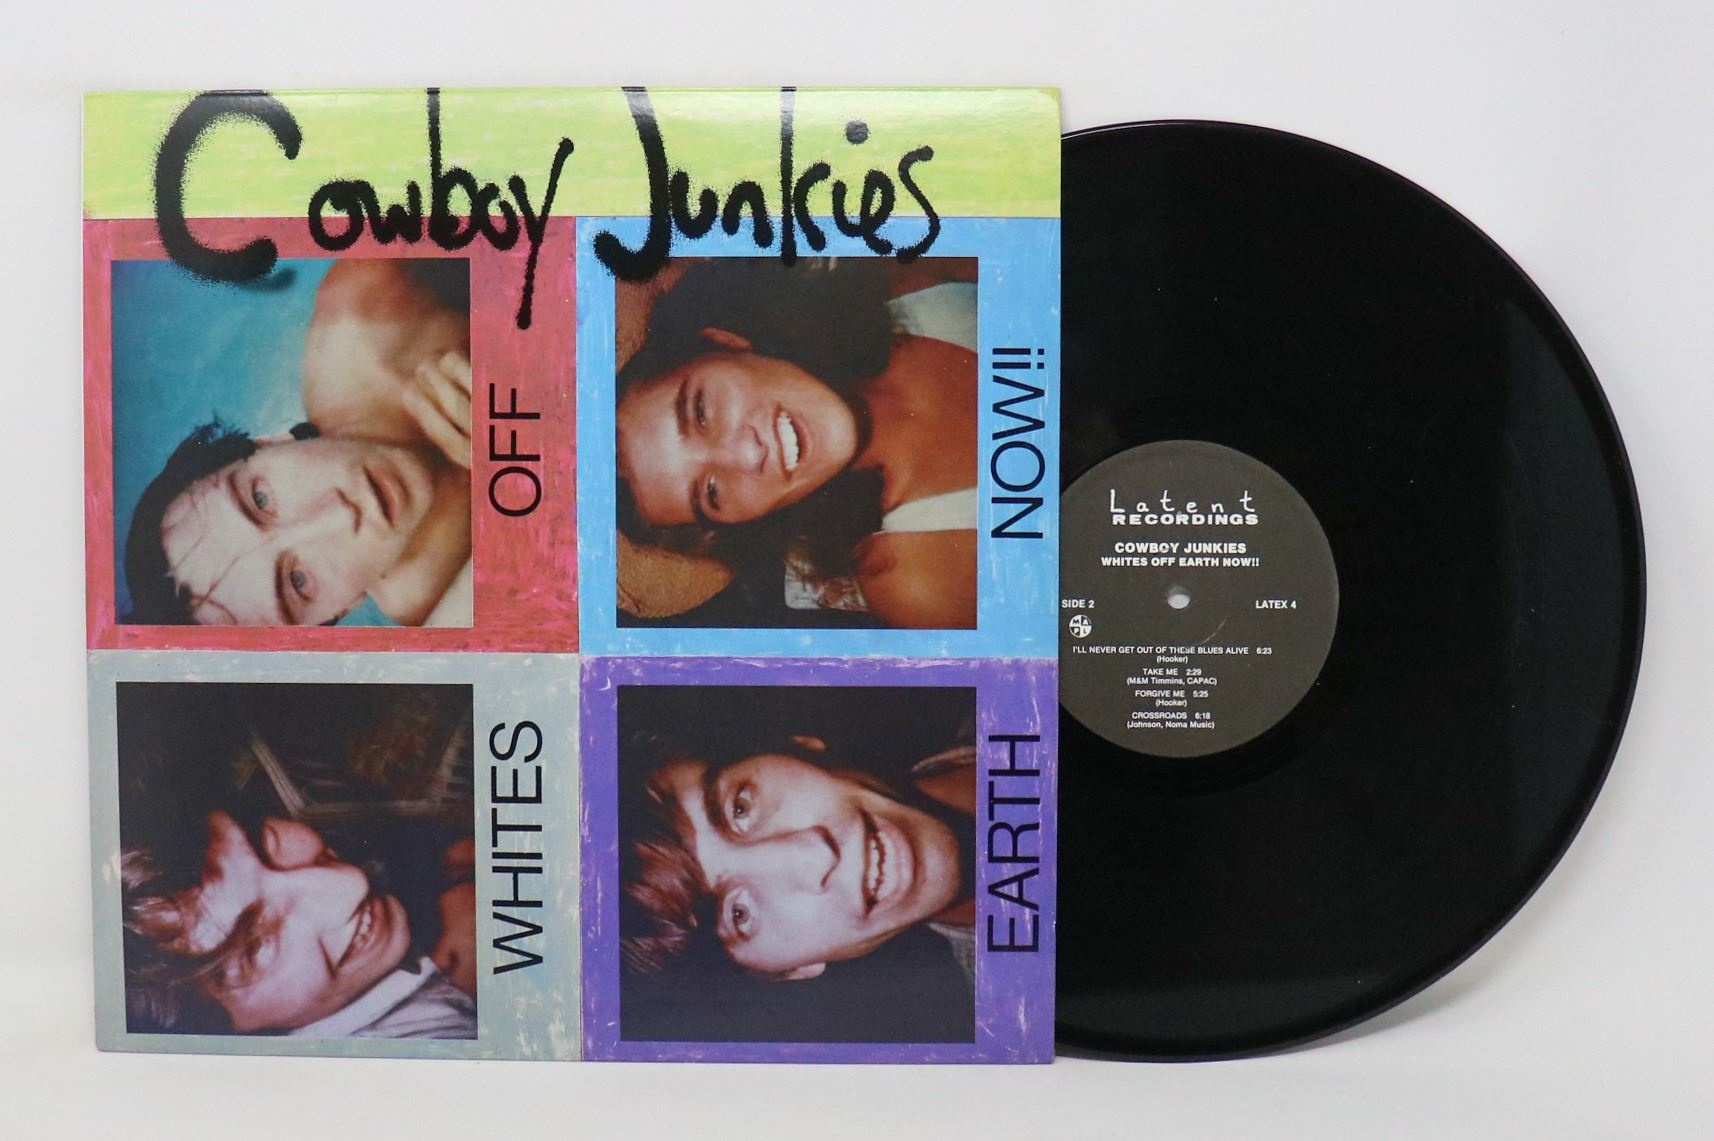 Cowboy Junkies
WHITES
OFF
EARTH
NOW!!
Latent
RECORDINGS
COWBOY JUNKIES
WHITES OFF EARTH NOW!!
SIDE 2 LATEX 4
MAPL
I'LL NEVER GET OUT OF THESE BLUES ALIVE 6:23
(Hooker)
TAKE ME 2:29
(M&M Timmins, CAPAC)
FORGIVE ME 5:25
(Hooker)
CROSSROADS 6:18
(Johnson, Noma Music)